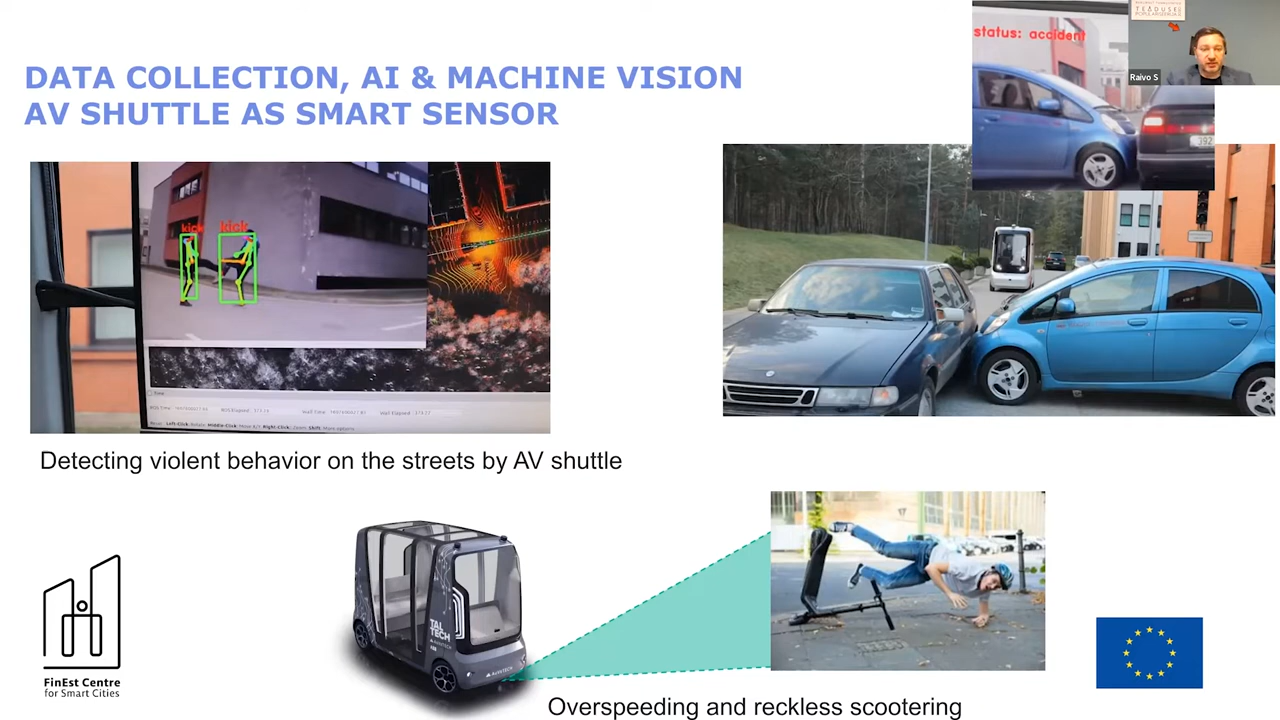 DATA COLLECTION, AI & MACHINE VISION
AV SHUTTLE AS SMART SENSOR
status: accident
Raivo S
kick
kick
Detecting violent behavior on the streets by AV shuttle
TAL
TECH
AUVETECH
FinEst Centre
for Smart Cities
Overspeeding and reckless scootering